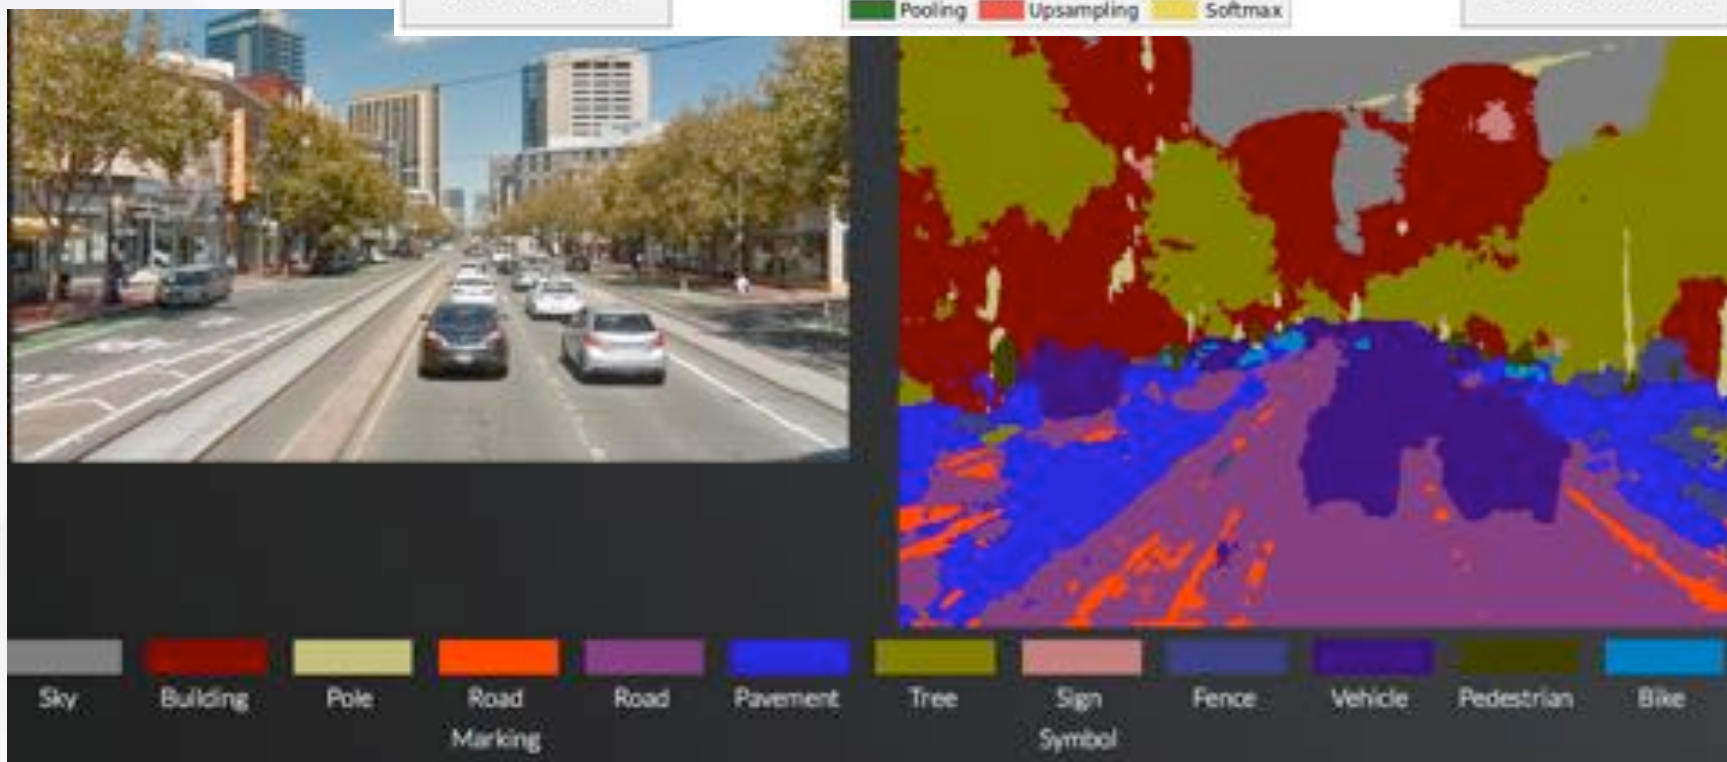 Pooling Upsampling Softmax
Sky Building Pole Road Road Pavement Tree Sign Fence Vehicle Pedestrian Bike
Marking Symbol